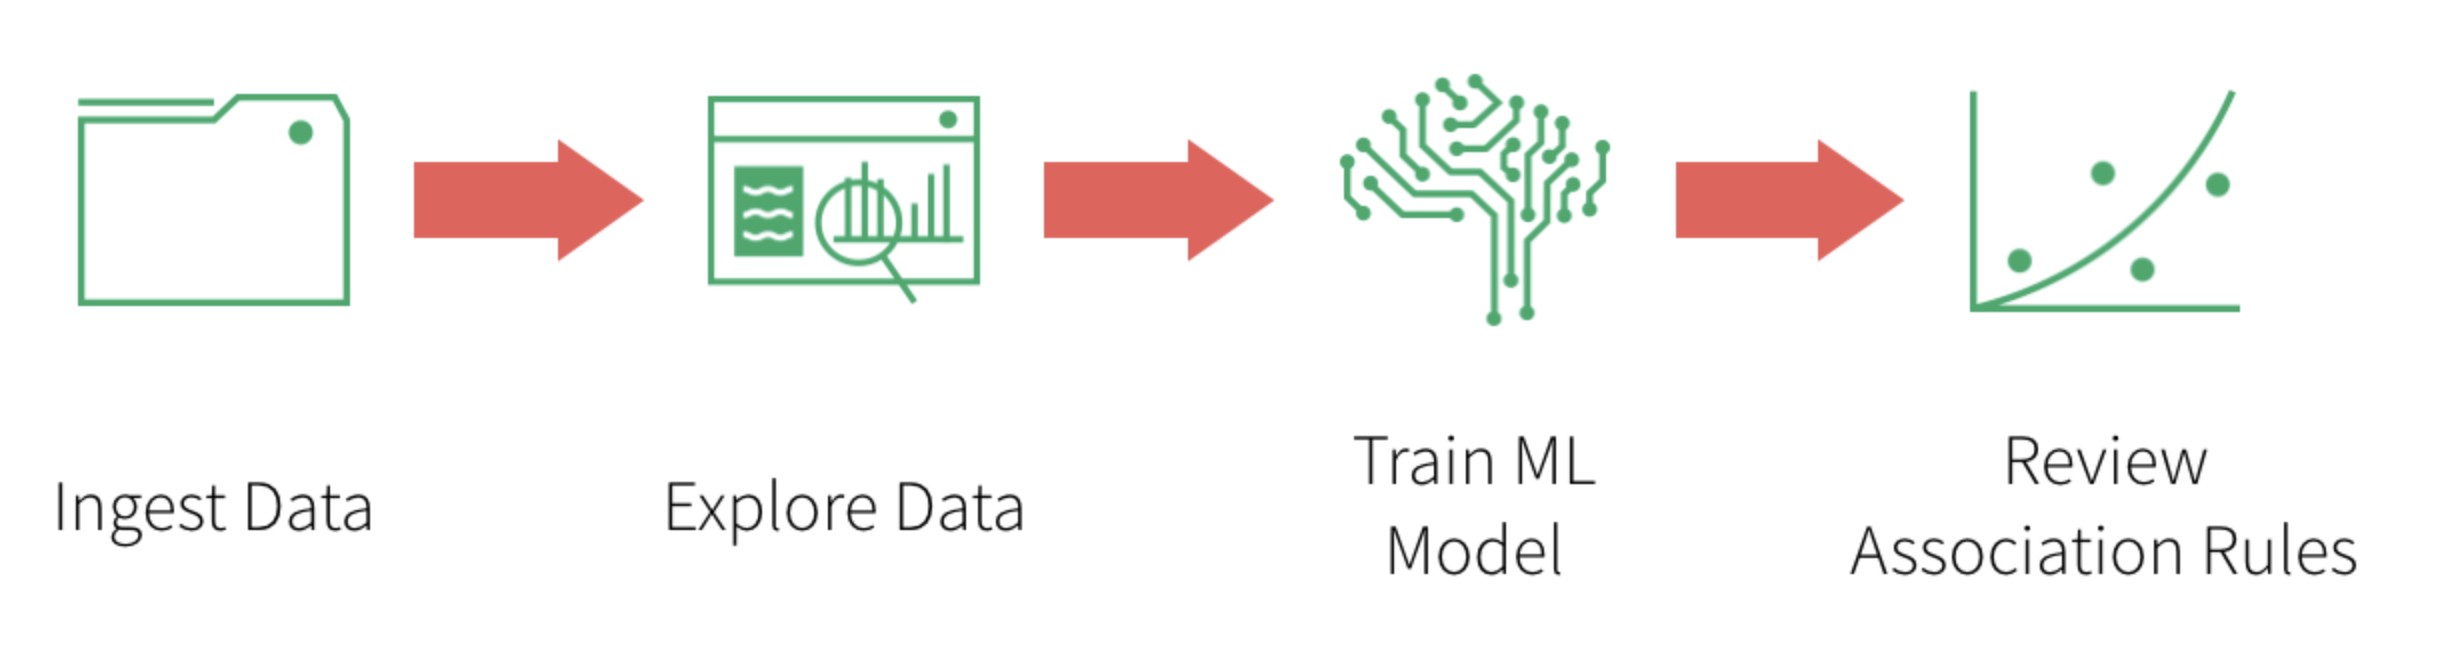 Ingest Data
Explore Data
Train ML
Model
Review
Association Rules